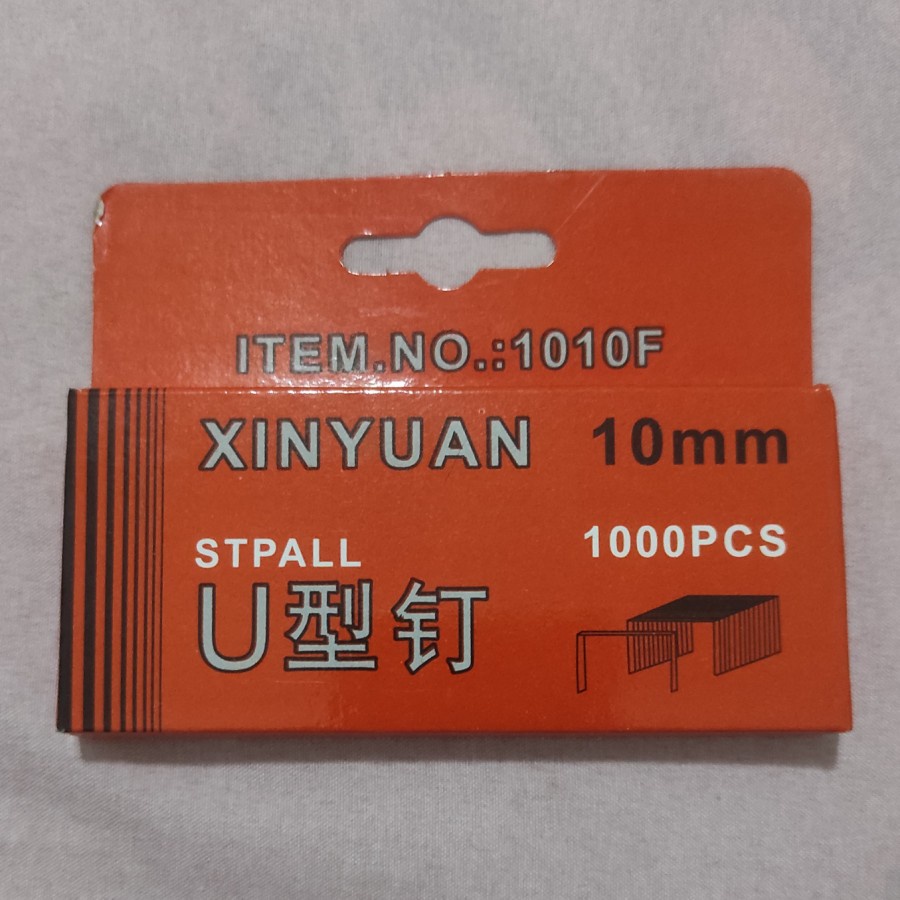 ITEM.NO.:1010F
XINYUAN 10mm
STPALL 1000PCS
U型钉